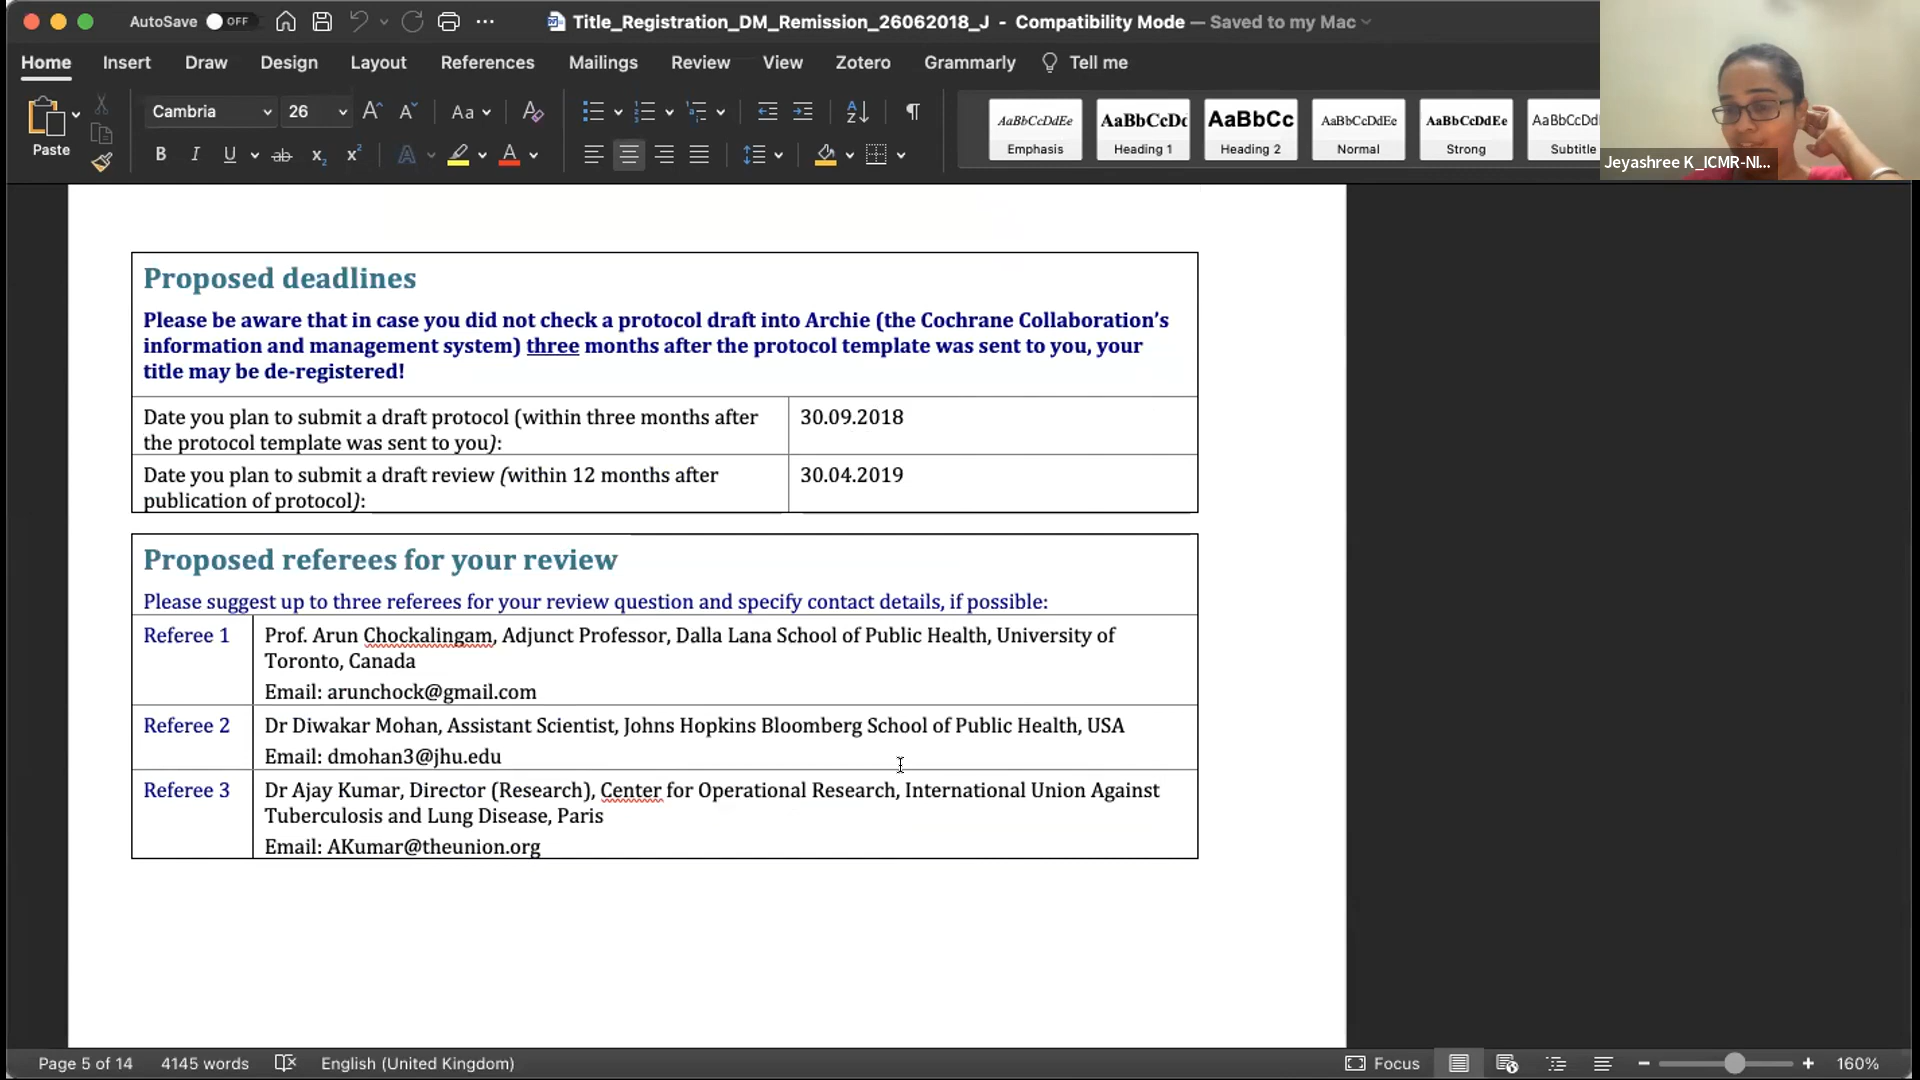 AutoSave OFF
Title_Registration_DM_Remission_26062018_J - Compatibility Mode — Saved to my Mac
Home Insert Draw Design Layout References Mailings Review View Zotero Grammarly Tell me
Paste
Cambria 26
AaBbCcDdEe AaBbCcDc AaBbCc AaBbCcDdEe AaBbCcDdEe AaBbCcDd
Emphasis Heading 1 Heading 2 Normal Strong Subtitle
Jeyashree K_ICMR-NI...
Proposed deadlines
Please be aware that in case you did not check a protocol draft into Archie (the Cochrane Collaboration's
information and management system) three months after the protocol template was sent to you, your
title may be de-registered!
Date you plan to submit a draft protocol (within three months after
the protocol template was sent to you):
30.09.2018
Date you plan to submit a draft review (within 12 months after
publication of protocol):
30.04.2019
Proposed referees for your review
Please suggest up to three referees for your review question and specify contact details, if possible:
Referee 1
Prof. Arun Chockalingam, Adjunct Professor, Dalla Lana School of Public Health, University of
Toronto, Canada
Email: arunchock@gmail.com
Referee 2
Dr Diwakar Mohan, Assistant Scientist, Johns Hopkins Bloomberg School of Public Health, USA
Email: dmohan3@jhu.edu
Referee 3
Dr Ajay Kumar, Director (Research), Center for Operational Research, International Union Against
Tuberculosis and Lung Disease, Paris
Email: AKumar@theunion.org
Page 5 of 14 4145 words English (United Kingdom) Focus 160%